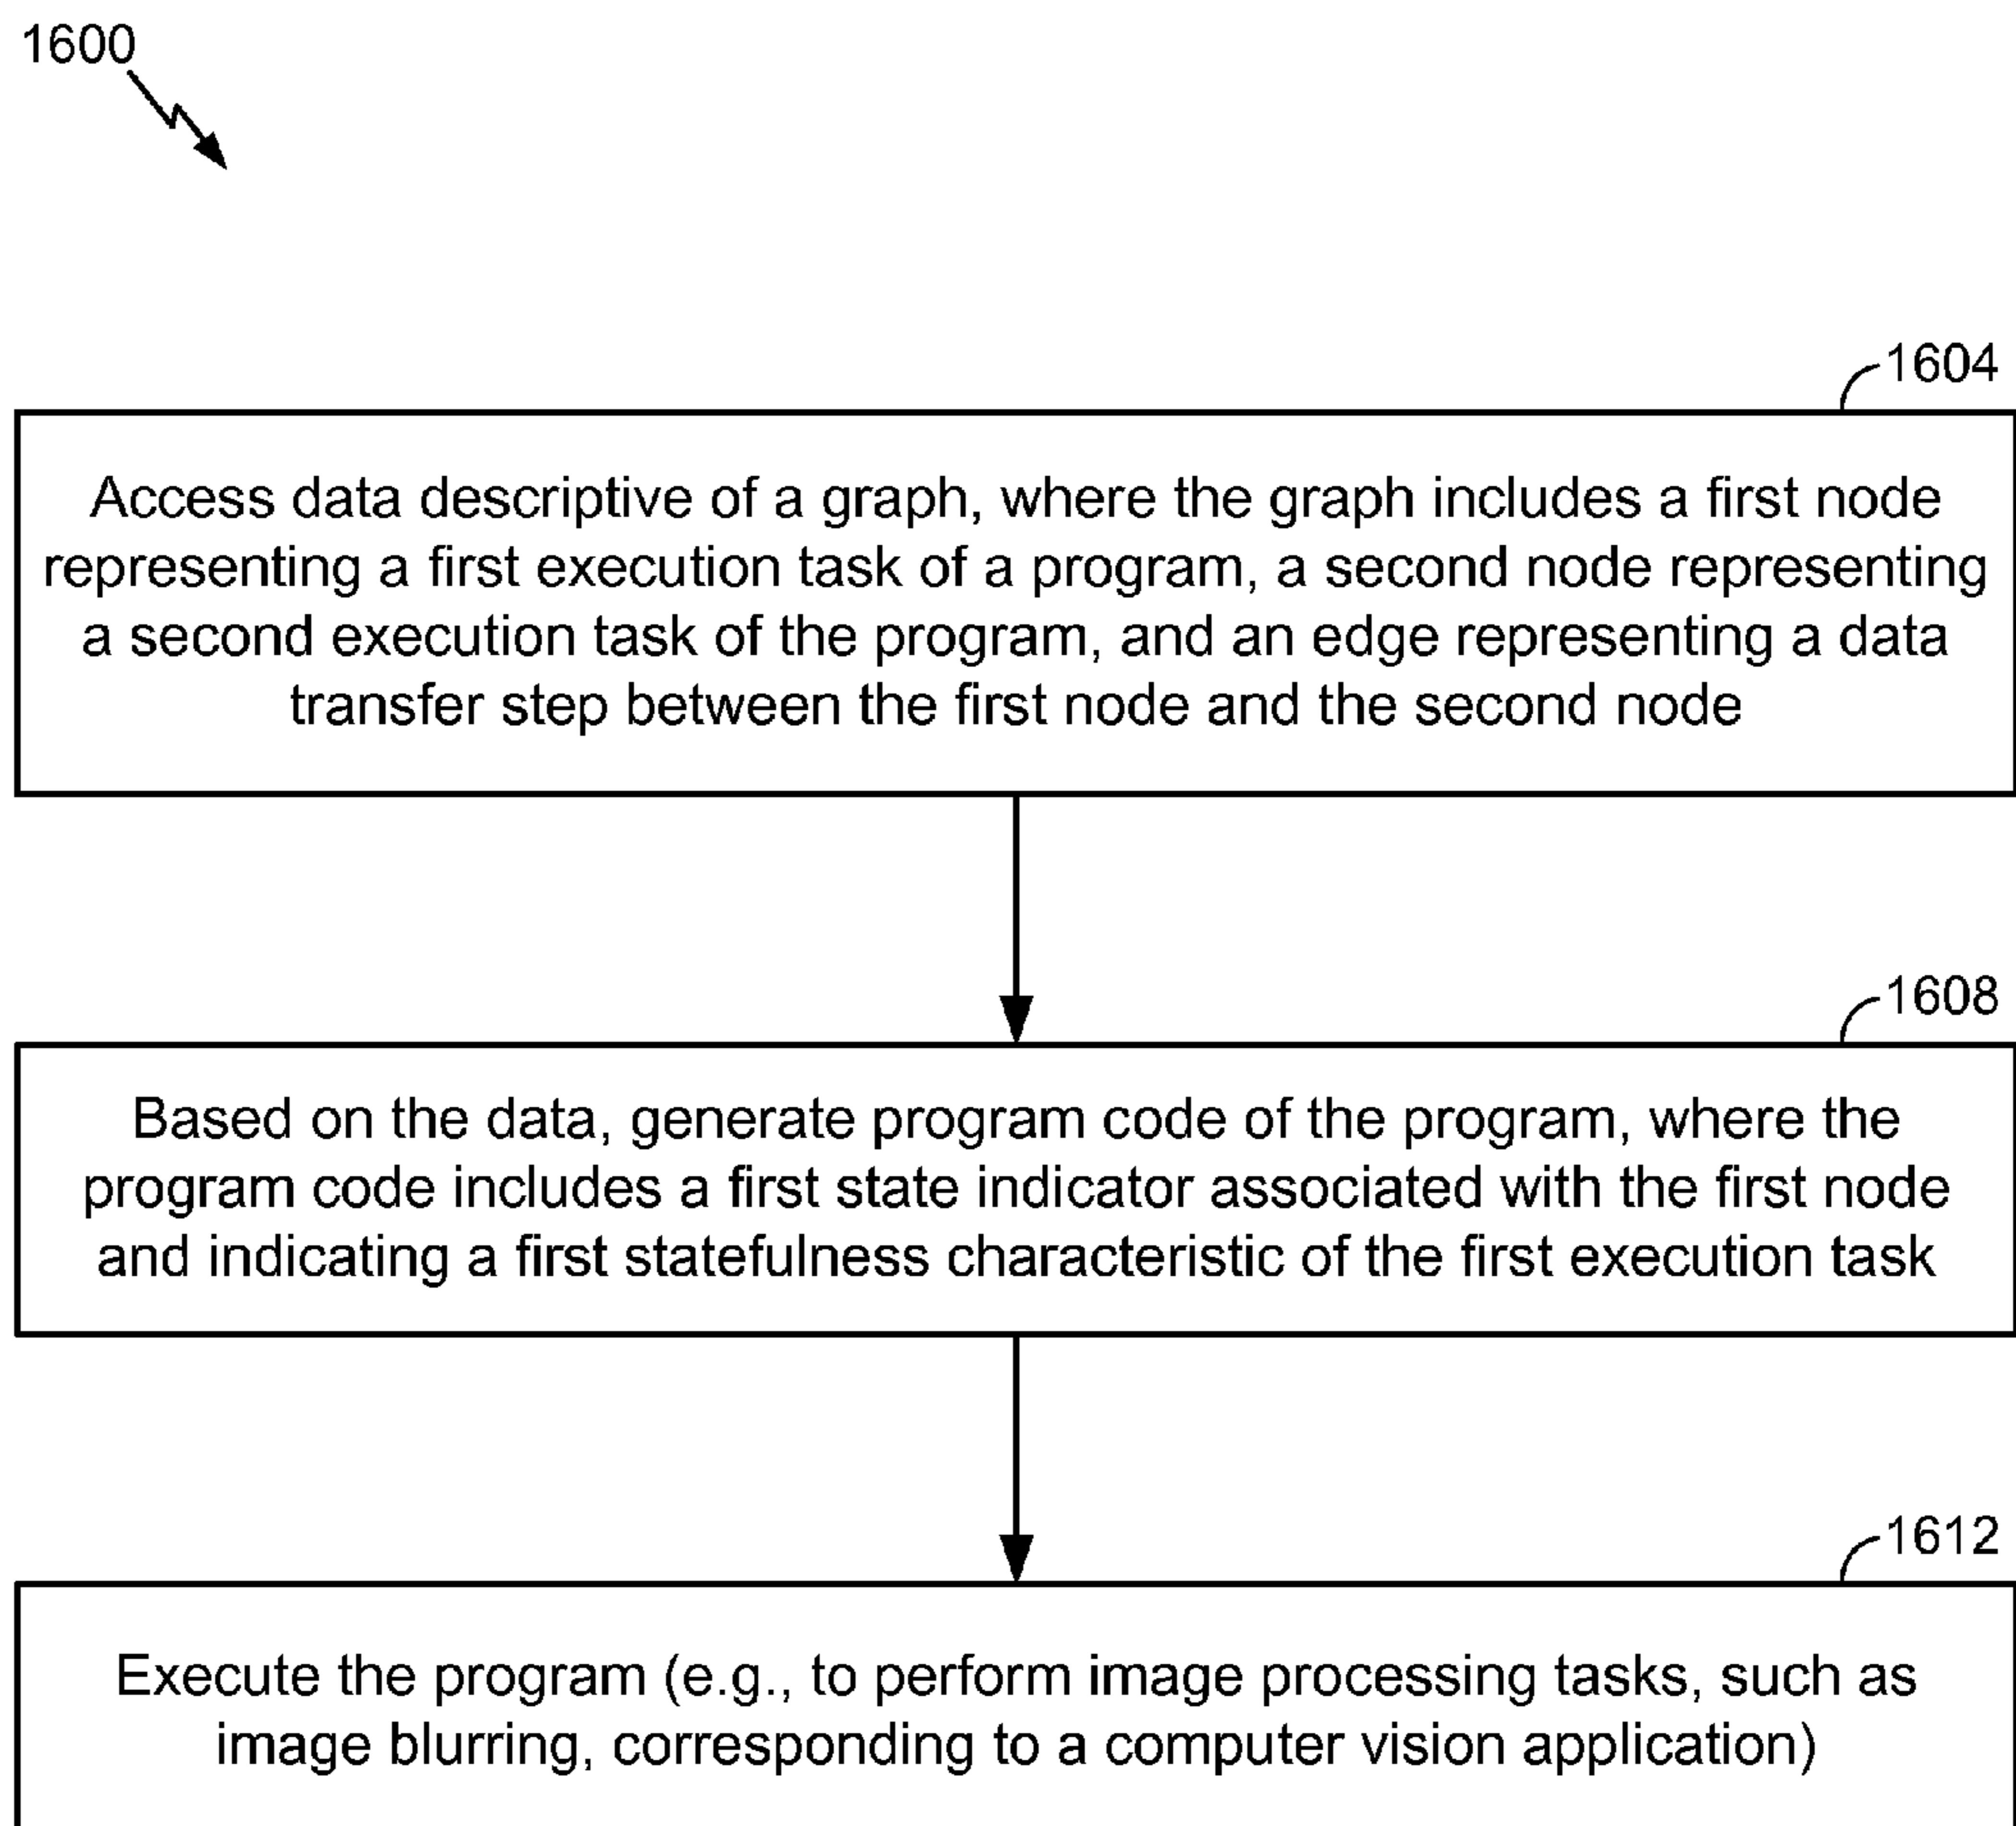 1600
1604
Access data descriptive of a graph, where the graph includes a first node
representing a first execution task of a program, a second node representing
a second execution task of the program, and an edge representing a data
transfer step between the first node and the second node
1608
Based on the data, generate program code of the program, where the
program code includes a first state indicator associated with the first node
and indicating a first statefulness characteristic of the first execution task
1612
Execute the program (e.g., to perform image processing tasks, such as
image blurring, corresponding to a computer vision application)